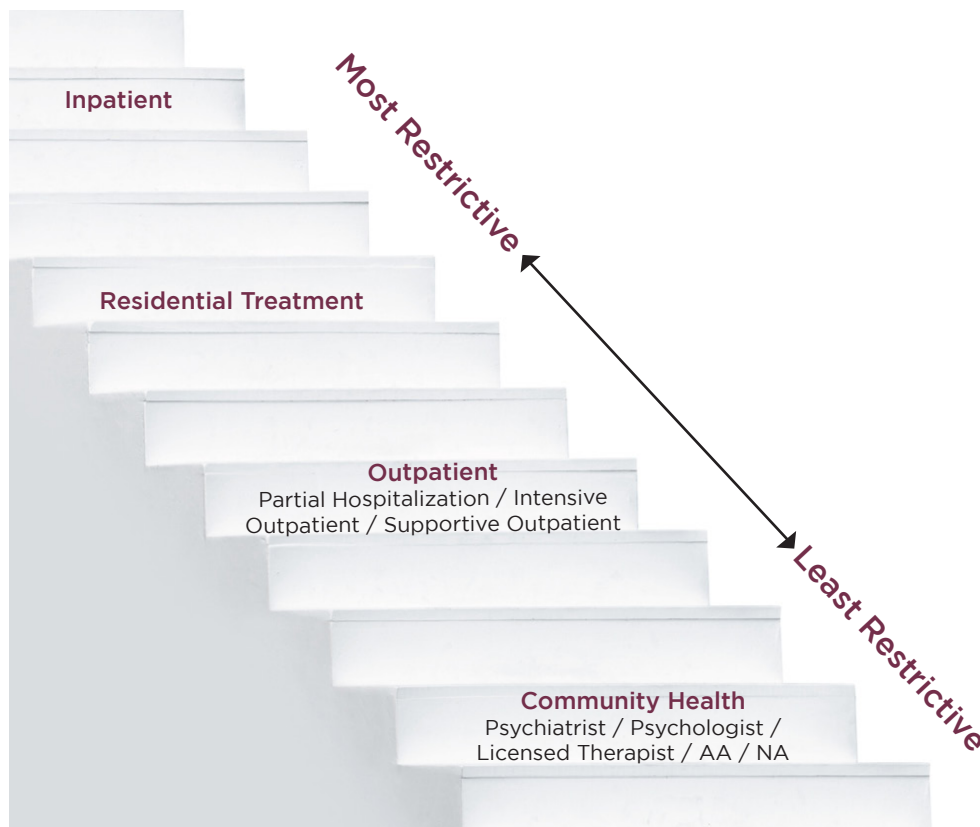 Inpatient
Most Restrictive
Residential Treatment
Outpatient
Partial Hospitalization / Intensive
Outpatient / Supportive Outpatient
Least Restrictive
Community Health
Psychiatrist / Psychologist /
Licensed Therapist / AA / NA